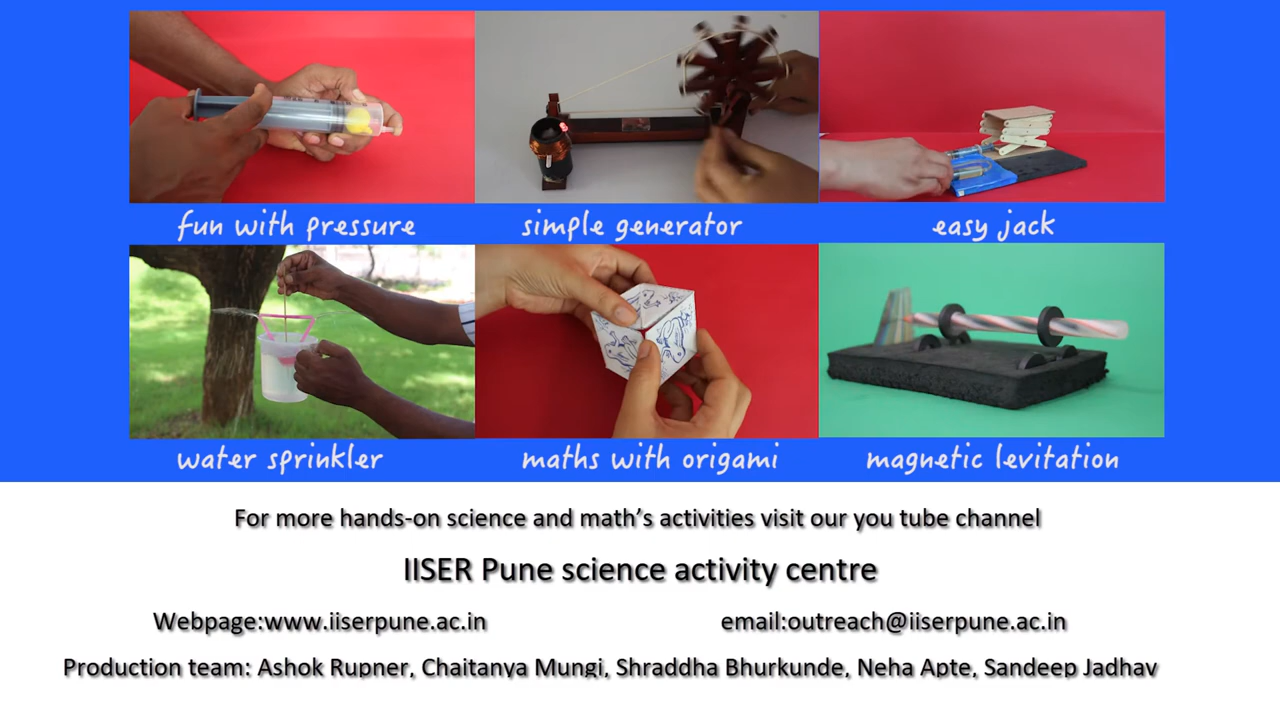 fun with pressure
simple generator
easy jack
water sprinkler
maths with origami
magnetic levitation
For more hands-on science and math’s activities visit our you tube channel
IISER Pune science activity centre
Webpage:www.iiserpune.ac.in
email:outreach@iiserpune.ac.in
Production team: Ashok Rupner, Chaitanya Mungi, Shraddha Bhurkunde, Neha Apte, Sandeep Jadhav